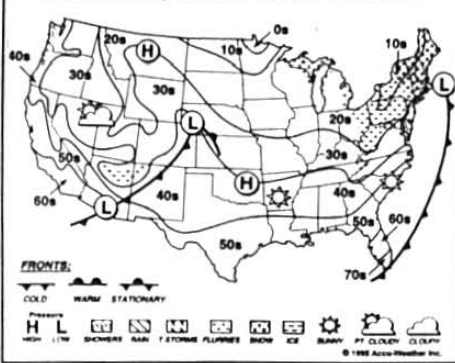 0s
20s H 10s 10s
40s
30s 30s L
L 20s
50s 30s
H
60s L 40s 40s
50s 60s
50s
70s
FRONTS:
COLD WARM STATIONARY
Pressure
H L
HIGH LOW SHOWERS RAIN T.STORMS FLURRIES SNOW ICE SUNNY PT. CLOUDY CLOUDY
© 1995 Accu-Weather, Inc.